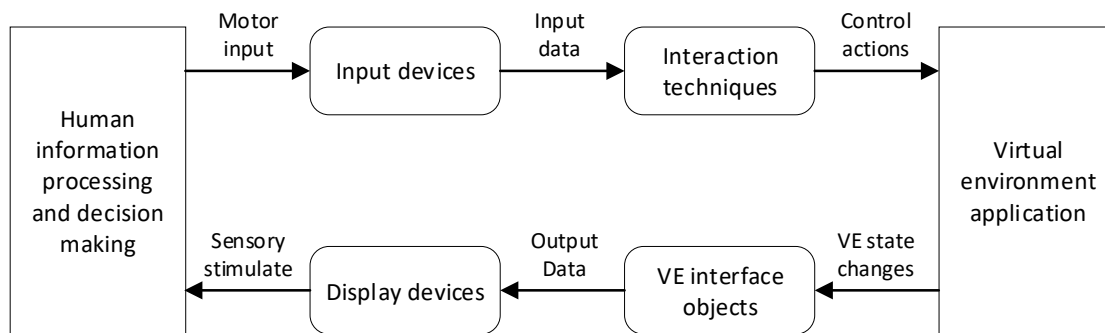 Motor
input
Input
data
Control
actions
Input devices
Interaction
techniques
Human
information
processing
and decision
making
Virtual
environment
application
Sensory
stimulate
Output
Data
VE state
changes
Display devices
VE interface
objects